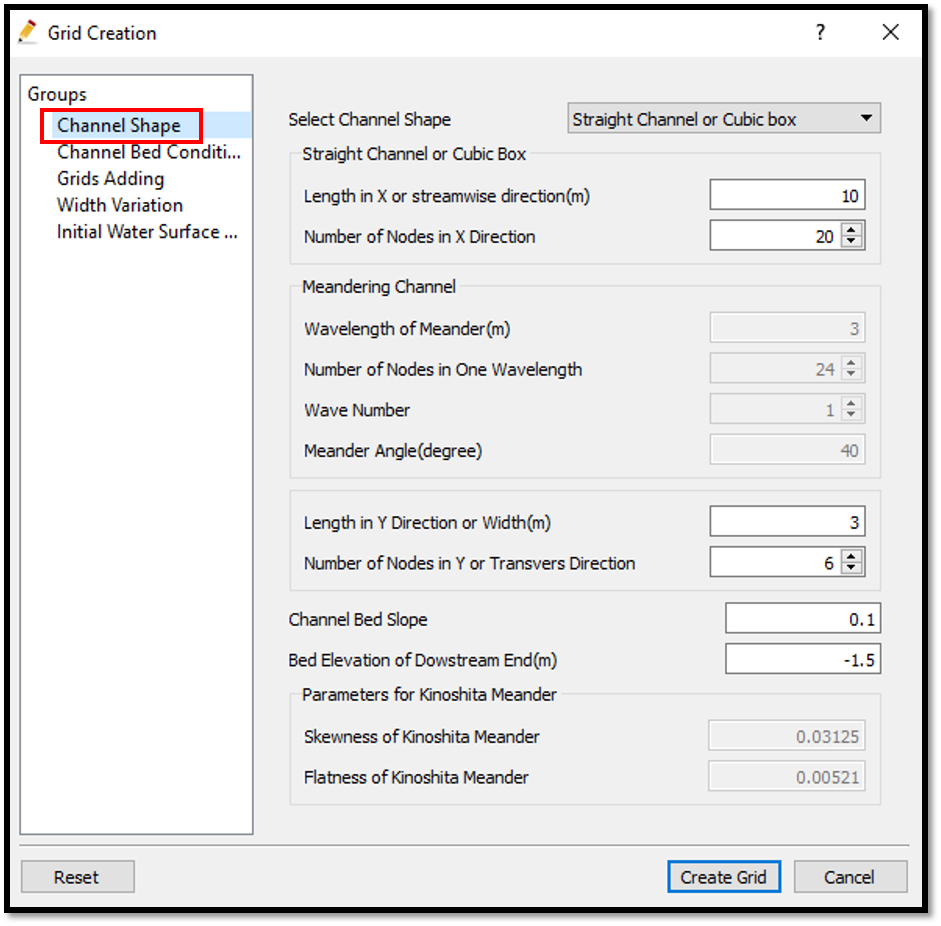 Grid Creation
?
Groups
Channel Shape
Channel Bed Conditi...
Grids Adding
Width Variation
Initial Water Surface ...
Select Channel Shape Straight Channel or Cubic box
Straight Channel or Cubic Box
Length in X or streamwise direction(m) 10
Number of Nodes in X Direction 20
Meandering Channel
Wavelength of Meander(m) 3
Number of Nodes in One Wavelength 24
Wave Number 1
Meander Angle(degree) 40
Length in Y Direction or Width(m) 3
Number of Nodes in Y or Transvers Direction 6
Channel Bed Slope 0.1
Bed Elevation of Dowstream End(m) -1.5
Parameters for Kinoshita Meander
Skewness of Kinoshita Meander 0.03125
Flatness of Kinoshita Meander 0.00521
Reset Create Grid Cancel